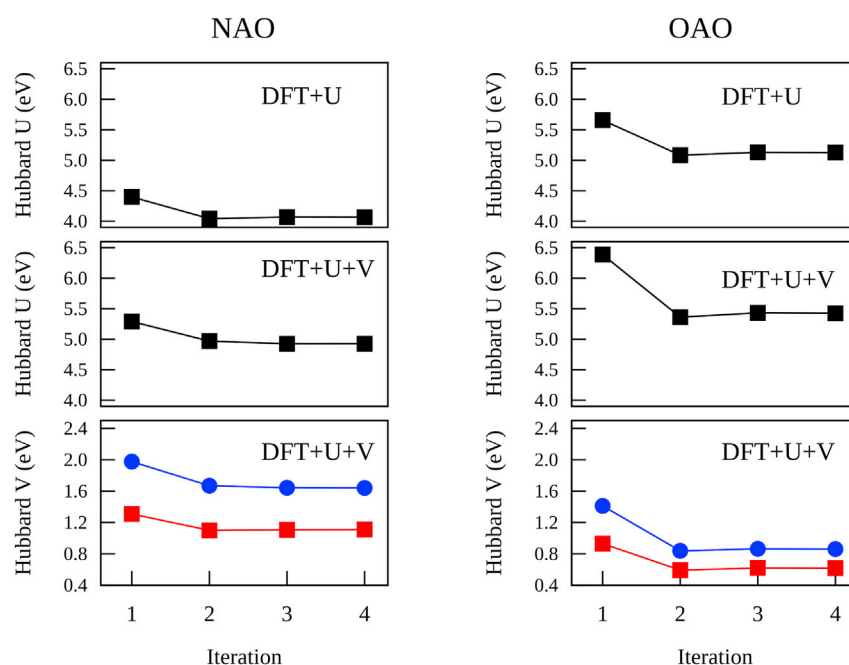 NAO
Hubbard U (eV)
6.5
6.0
5.5
5.0
4.5
4.0
DFT+U
Hubbard U (eV)
6.5
6.0
5.5
5.0
4.5
4.0
DFT+U+V
Hubbard V (eV)
2.4
2.0
1.6
1.2
0.8
0.4
DFT+U+V
1 2 3 4
Iteration
OAO
Hubbard U (eV)
6.5
6.0
5.5
5.0
4.5
4.0
DFT+U
Hubbard U (eV)
6.5
6.0
5.5
5.0
4.5
4.0
DFT+U+V
Hubbard V (eV)
2.4
2.0
1.6
1.2
0.8
0.4
DFT+U+V
1 2 3 4
Iteration